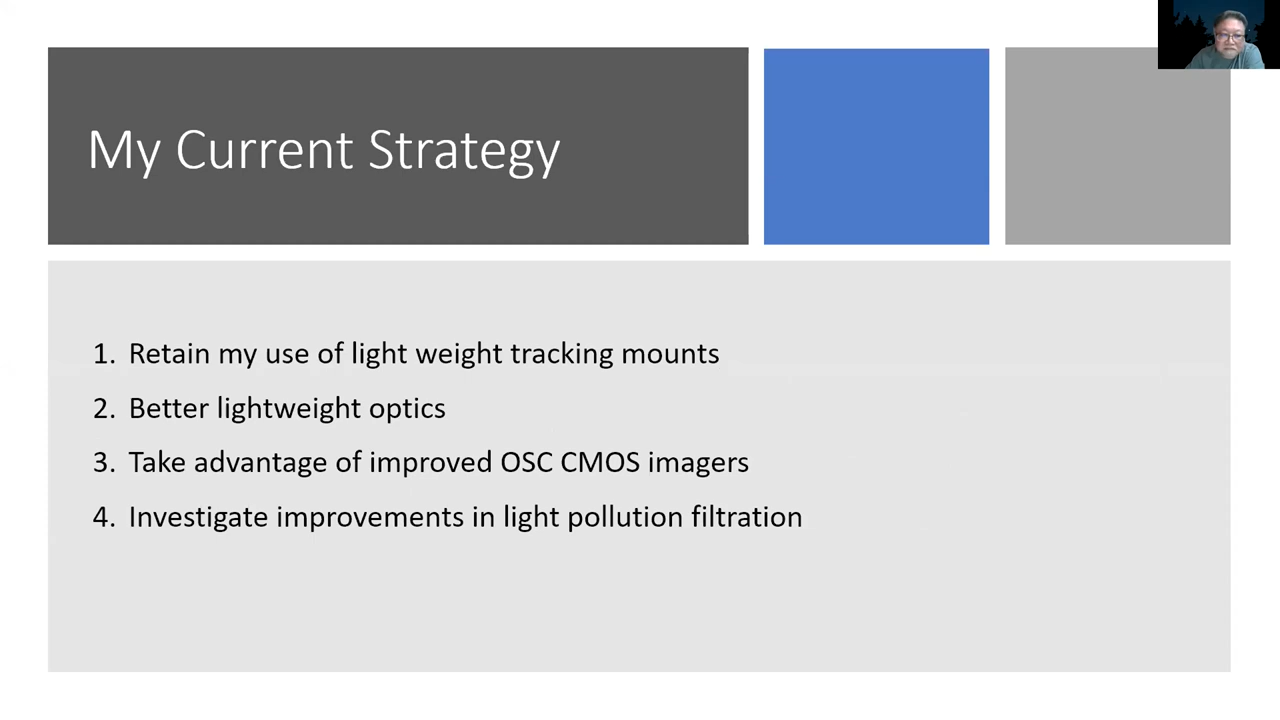 My Current Strategy
1. Retain my use of light weight tracking mounts
2. Better lightweight optics
3. Take advantage of improved OSC CMOS imagers
4. Investigate improvements in light pollution filtration